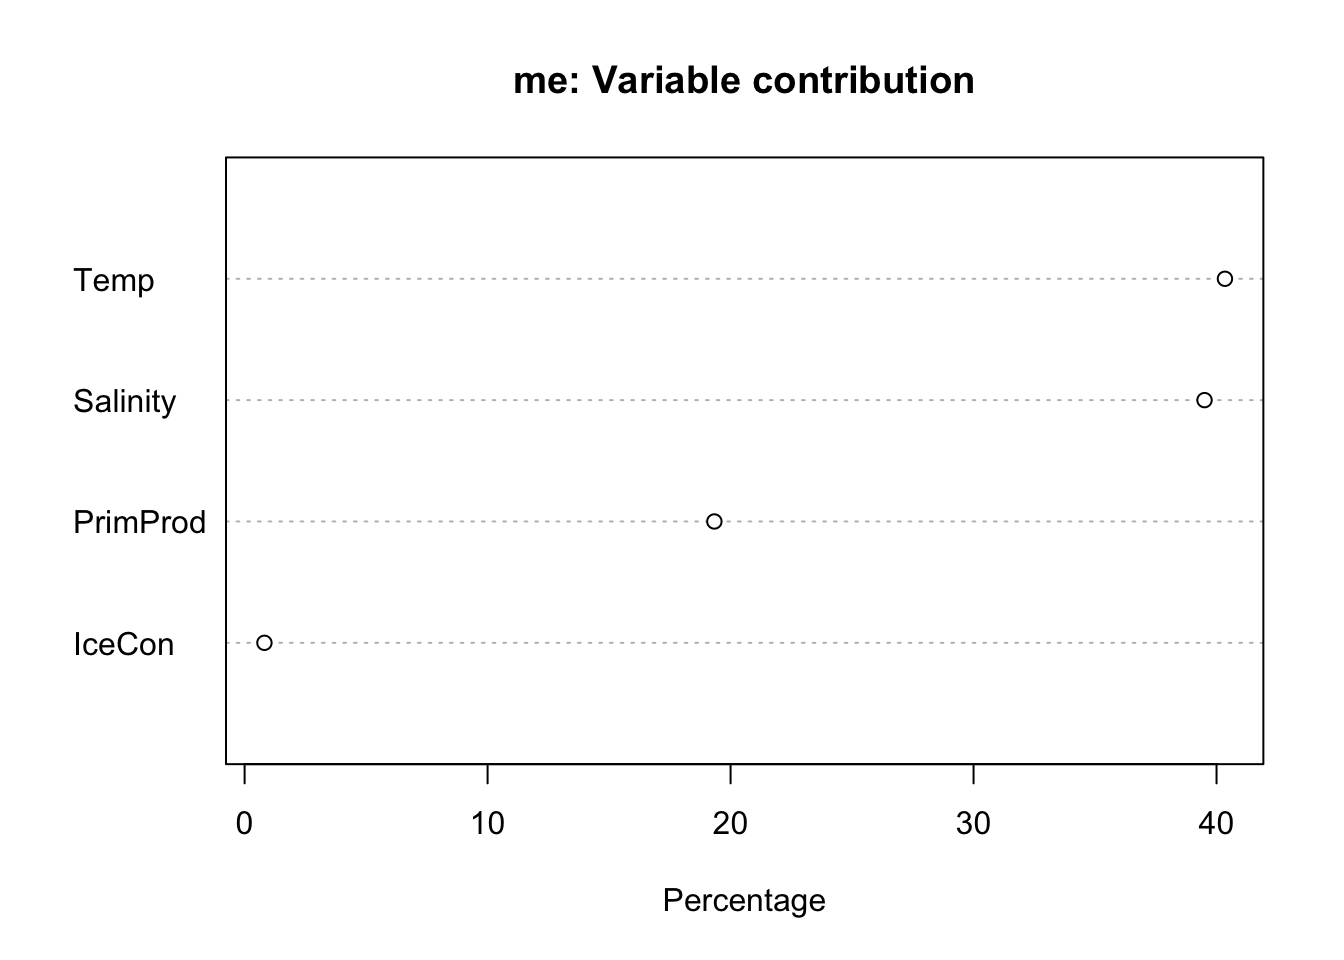 me: Variable contribution
Temp
Salinity
PrimProd
IceCon
0 10 20 30 40
Percentage